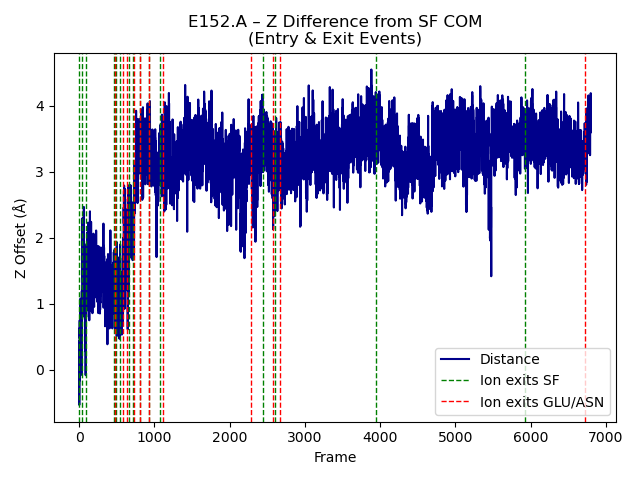 E152.A – Z Difference from SF COM
(Entry & Exit Events)
Z Offset (Å)
4
3
2
1
0
Distance
Ion exits SF
Ion exits GLU/ASN
0 1000 2000 3000 4000 5000 6000 7000
Frame